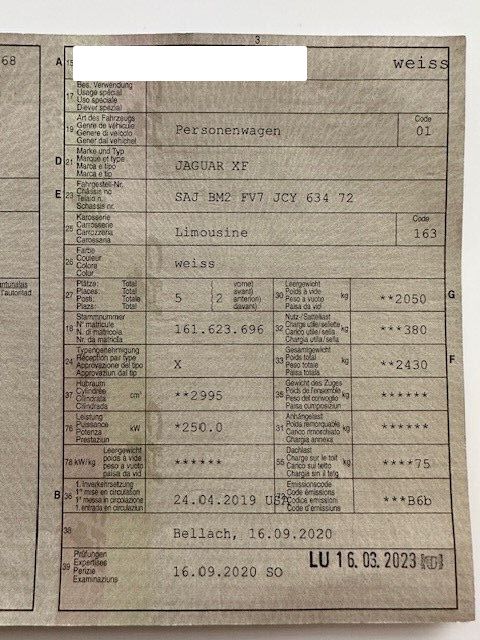 3
68
A 15 weiss
17 Bes. Verwendung
Usage spécial
Uso speciale
Diever spezial
19 Art des Fahrzeugs
Genre de véhicule
Genere di veicolo
Gener dal vehichel
Personenwagen
Code
01
D 21 Marke und Typ
Marque et type
Marca e tipo
Marca e tip
JAGUAR XF
E 23 Fahrgestell-Nr.
Châssis no
Telaio n.
Schassis nr.
SAJ BM2 FV7 JCY 634 72
25 Karosserie
Carrosserie
Carrozzeria
Carossaria
Limousine
Code
163
26 Farbe
Couleur
Colore
Color
weiss
27 Plätze: Total
Places: Total
Posti: Totale
Plazs: Total
5 2 vorne)
avant)
anteriori)
davant)
30 Leergewicht
Poids à vide
Peso a vuoto
Paisa da vid
kg **2050 G
18 Stammnummer
N° matricule
N. di matricola
Nr. da matricla
161.623.696
32 Nutz-/Sattellast
Charge utile/sellette
Carico utile/sella
Chargia utila/sella
kg ***380
24 Typengenehmigung
Réception par type
Approvazione del tipo
Approvaziun dal tip
X
33 Gesamtgewicht
Poids total
Peso totale
Paisa totala
kg **2430 F
37 Hubraum
Cylindrée
Cilindrata
Cilindrada
cm³ **2995
Gewicht des Zuges
Poids de l'ensemble
Peso del convoglio
Paisa cumposiziun
kg ******
76 Leistung
Puissance
Potenza
Prestaziun
kW *250.0
31 Anhängelast
Poids remorquable
Carico rimorchiato
Chargia annexa
kg ******
78 kW/kg Leergewicht
poids à vide
peso a vuoto
paisa da vid
******
55 Dachlast
Charge sur le toit
Carico sul tetto
Chargia sin il tetg
kg ****75
B 36 1. Inverkehrsetzung
1re mise en circulation
1a messa in circolazione
1. entrada en circulaziun
24.04.2019 USA
Emissionscode
Code émissions
Codice emissioni
Code d'emissiuns
***B6b
38 Bellach, 16.09.2020
39 Prüfungen
Expertises
Perizie
Examinaziuns
16.09.2020 SO
LU 16. 03. 2023